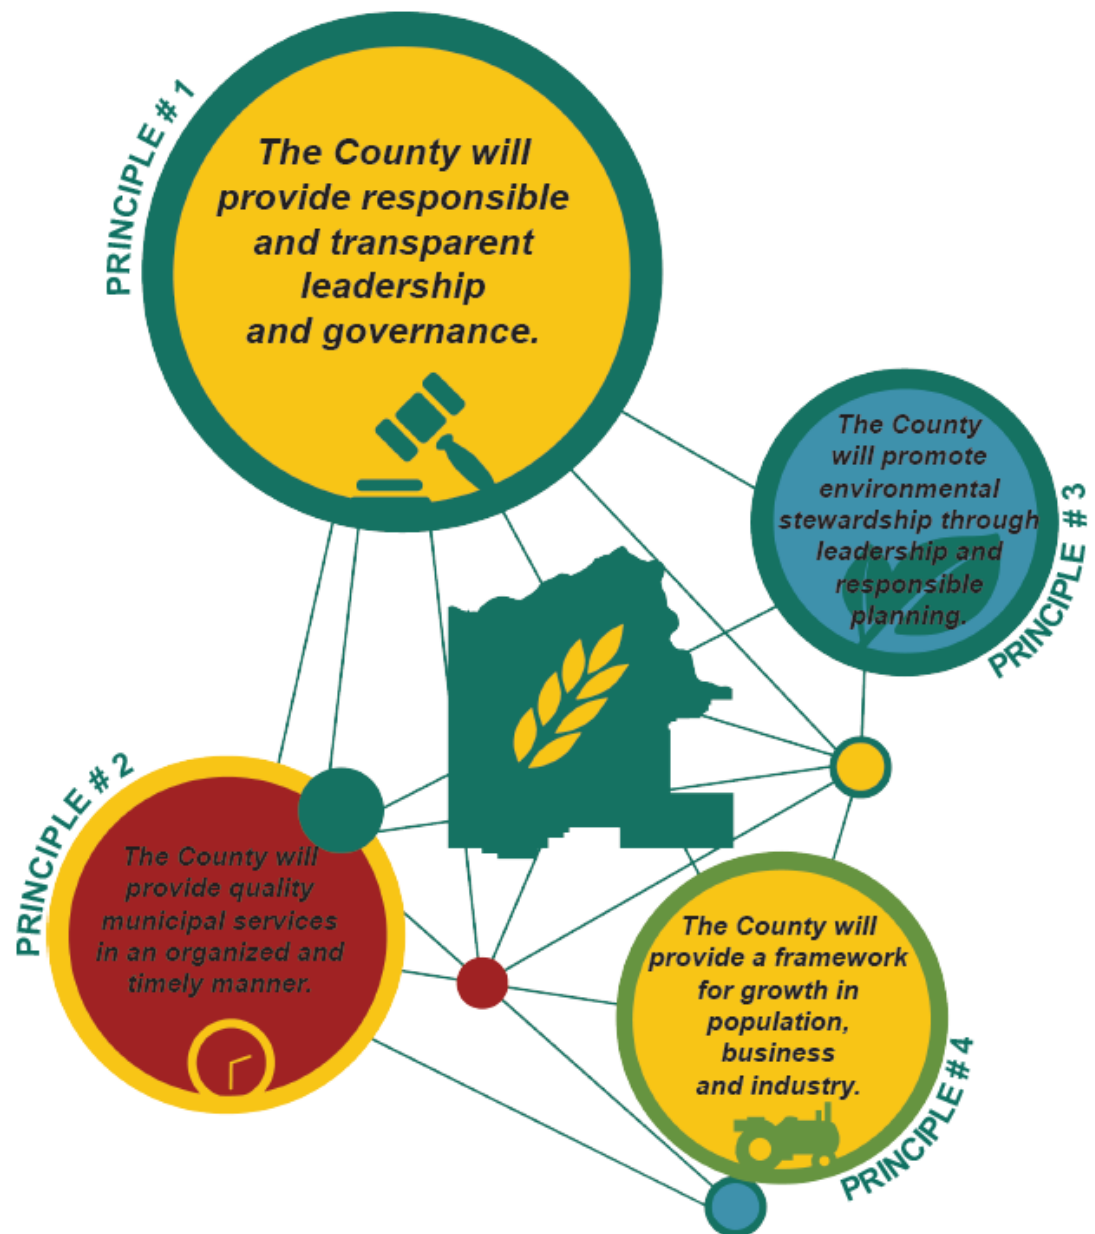 PRINCIPLE # 1
The County will
provide responsible
and transparent
leadership
and governance.
PRINCIPLE # 3
The County
will promote
environmental
stewardship through
leadership and
responsible
planning.
PRINCIPLE # 2
The County will
provide quality
municipal services
in an organized and
timely manner.
PRINCIPLE # 4
The County will
provide a framework
for growth in
population,
business
and industry.